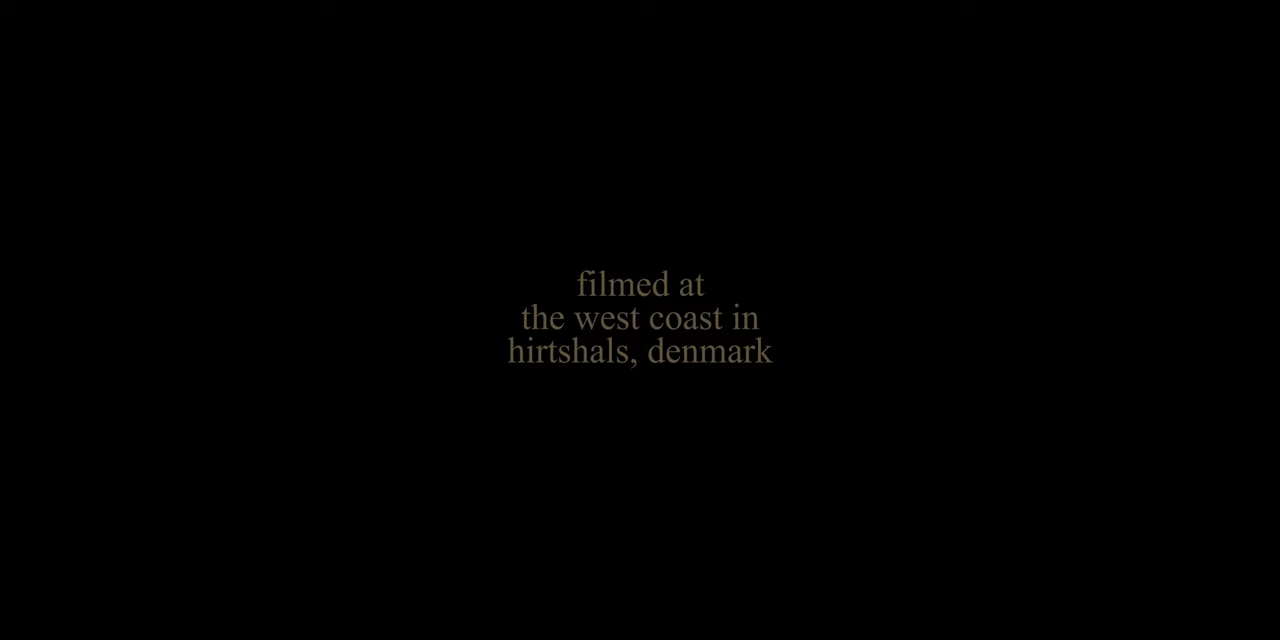 filmed at
the west coast in
hirtshals, denmark